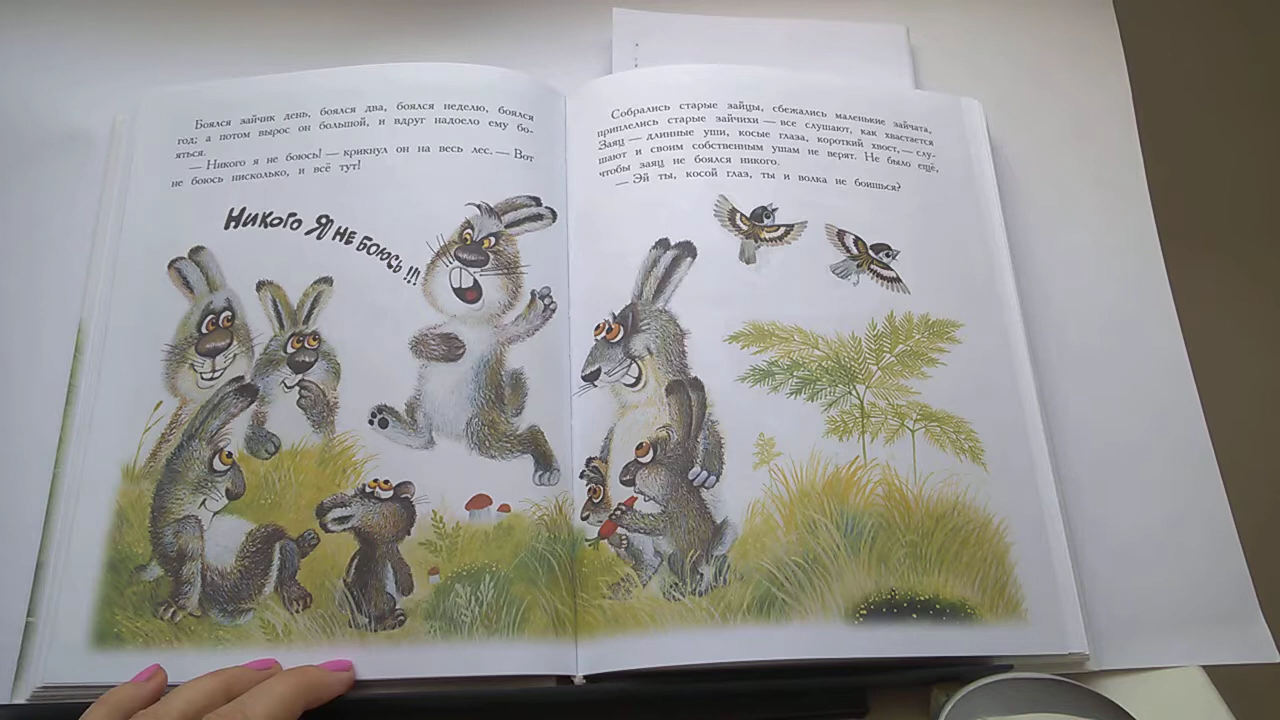 Боялся зайчик день, боялся два, боялся неделю, боялся
год; а потом вырос он большой, и вдруг надоело ему бо-
яться.
— Никого я не боюсь! — крикнул он на весь лес. — Вот
не боюсь нисколько, и всё тут!
Никого Я не боюсь !!!
Собрались старые зайцы, сбежались маленькие зайчата,
приплелись старые зайчихи — все слушают, как хвастается
Заяц — длинные уши, косые глаза, короткий хвост, — слу-
шают и своим собственным ушам не верят. Не было ещё,
чтобы заяц не боялся никого.
— Эй ты, косой глаз, ты и волка не боишься?